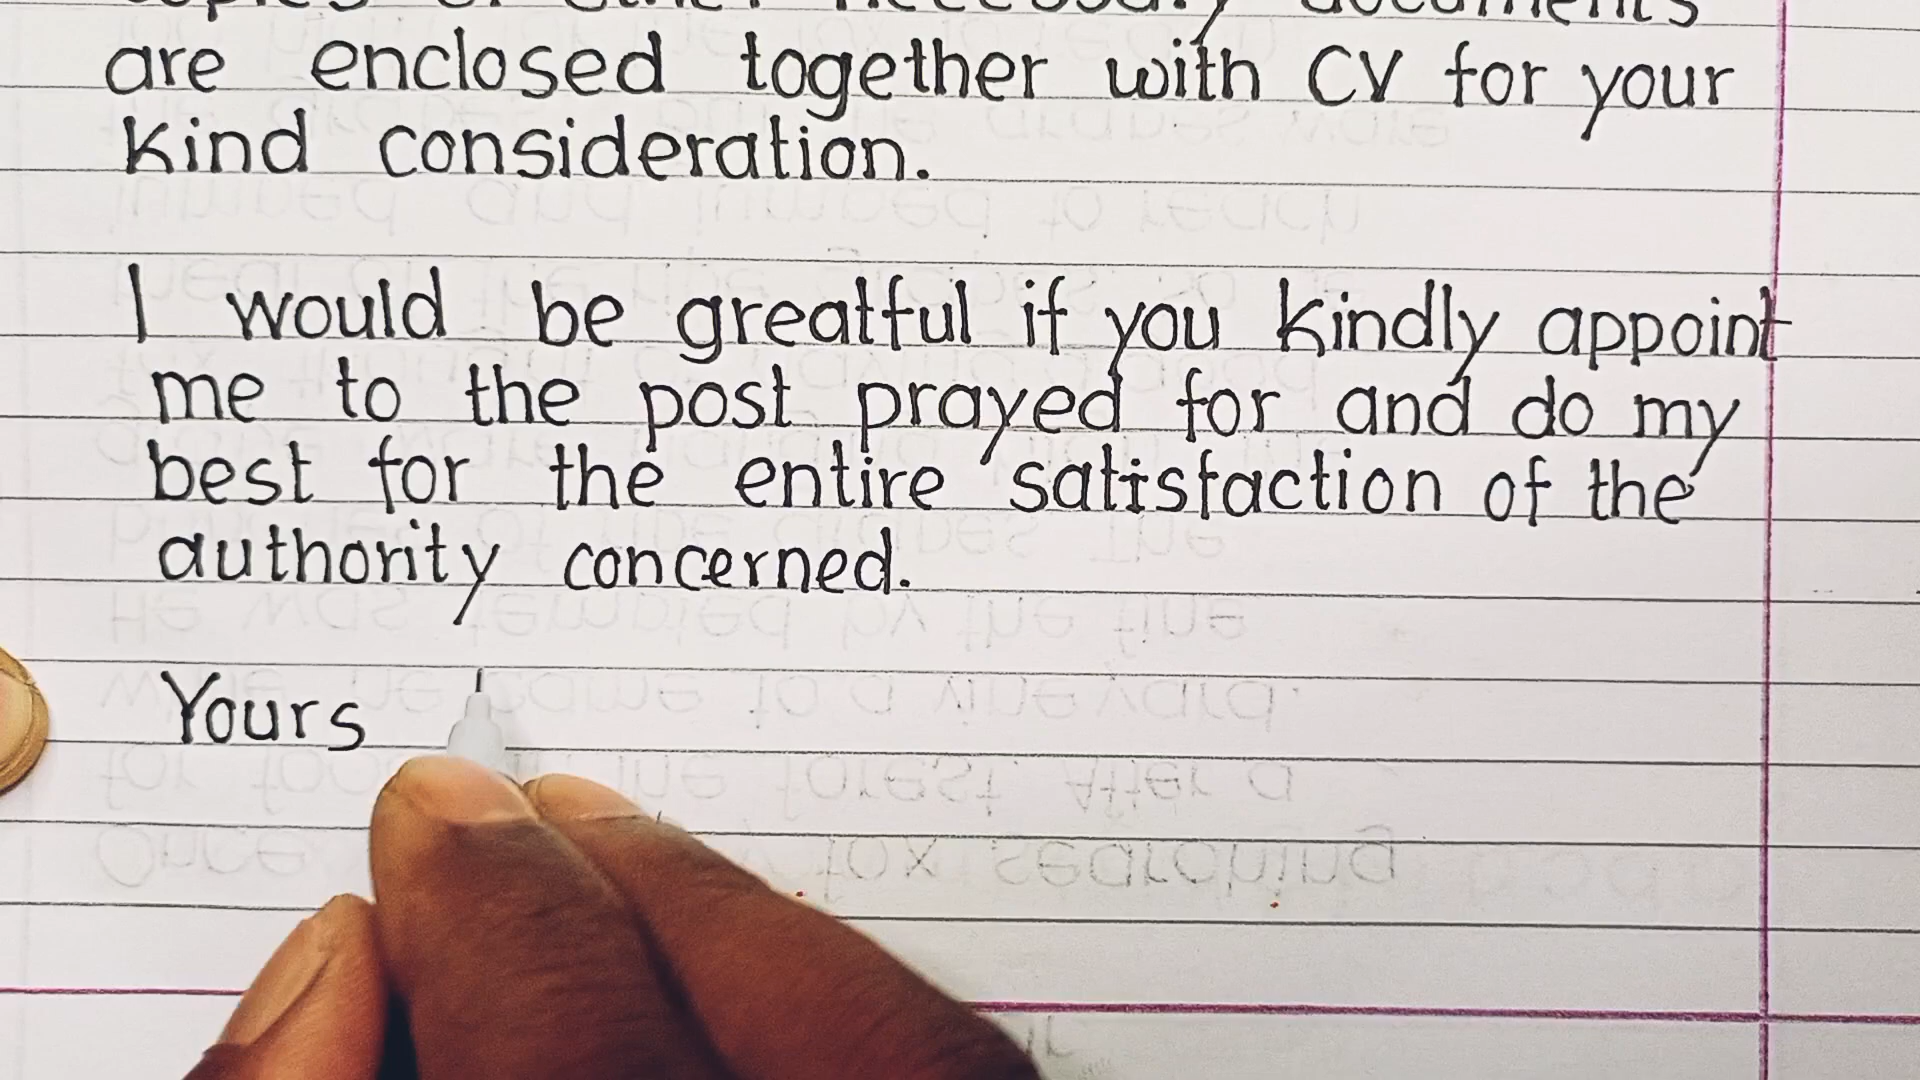 documents
are enclosed together with CV for your
kind consideration.
I would be greatful if you kindly appoint
me to the post prayed for and do my
best for the entire satisfaction of the
authority concerned.
Yours